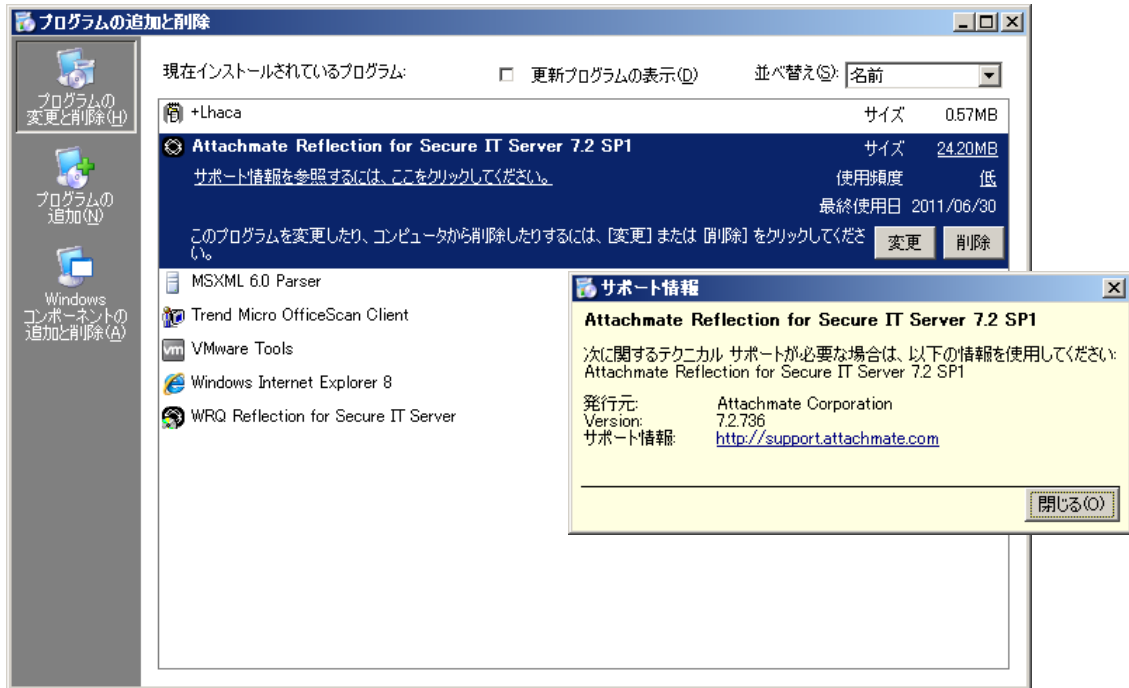 プログラムの追加と削除
プログラムの
変更と削除(H)
プログラムの
追加(N)
Windows
コンポーネントの
追加と削除(A)
現在インストールされているプログラム:
更新プログラムの表示(D)
並べ替え(S):
名前
+Lhaca サイズ 0.57MB
Attachmate Reflection for Secure IT Server 7.2 SP1 サイズ 24.20MB
サポート情報を参照するには、ここをクリックしてください。 使用頻度 低
最終使用日 2011/06/30
このプログラムを変更したり、コンピュータから削除したりするには、[変更] または [削除] をクリックしてくださ
い。
変更
削除
MSXML 6.0 Parser
Trend Micro OfficeScan Client
vm VMware Tools
Windows Internet Explorer 8
WRQ Reflection for Secure IT Server
サポート情報
Attachmate Reflection for Secure IT Server 7.2 SP1
次に関するテクニカル サポートが必要な場合は、以下の情報を使用してください:
Attachmate Reflection for Secure IT Server 7.2 SP1
発行元: Attachmate Corporation
Version: 7.2.736
サポート情報: http://support.attachmate.com
閉じる(O)